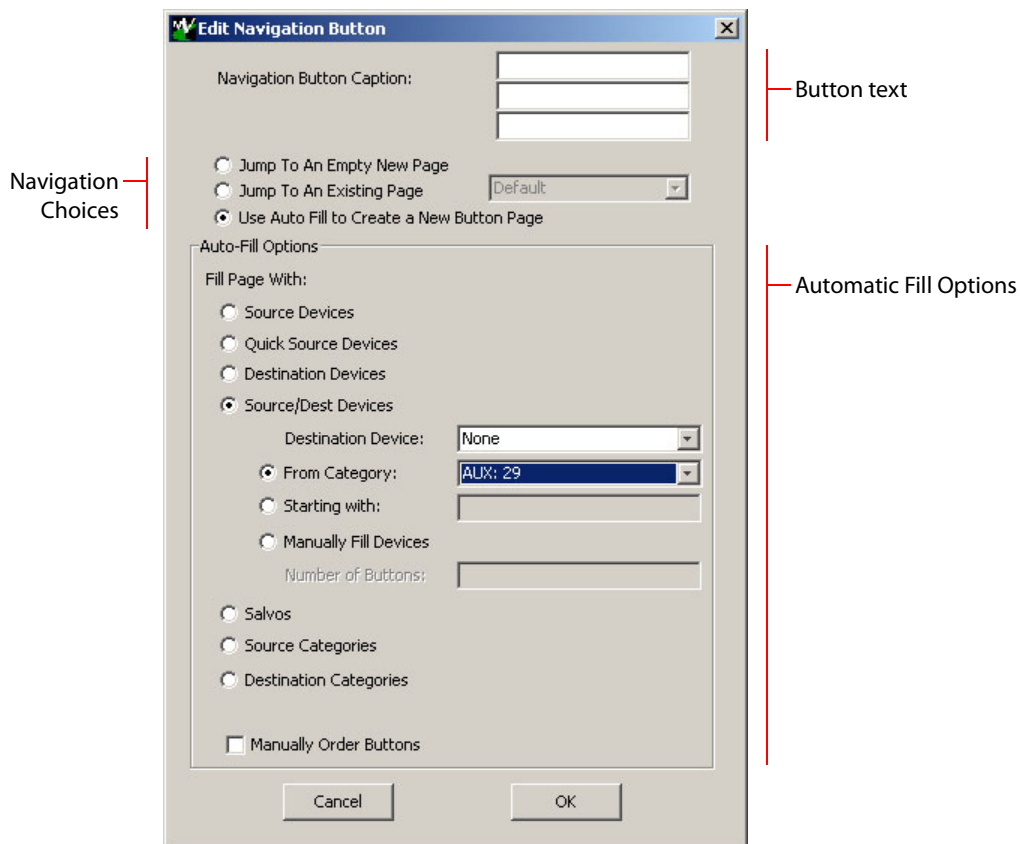 Edit Navigation Button
Navigation Button Caption:
Button text
Navigation
Choices
Jump To An Empty New Page
Jump To An Existing Page
Default
Use Auto Fill to Create a New Button Page
Auto-Fill Options
Automatic Fill Options
Fill Page With:
Source Devices
Quick Source Devices
Destination Devices
Source/Dest Devices
Destination Device:
None
From Category:
AUX: 29
Starting with:
Manually Fill Devices
Number of Buttons:
Salvos
Source Categories
Destination Categories
Manually Order Buttons
Cancel
OK